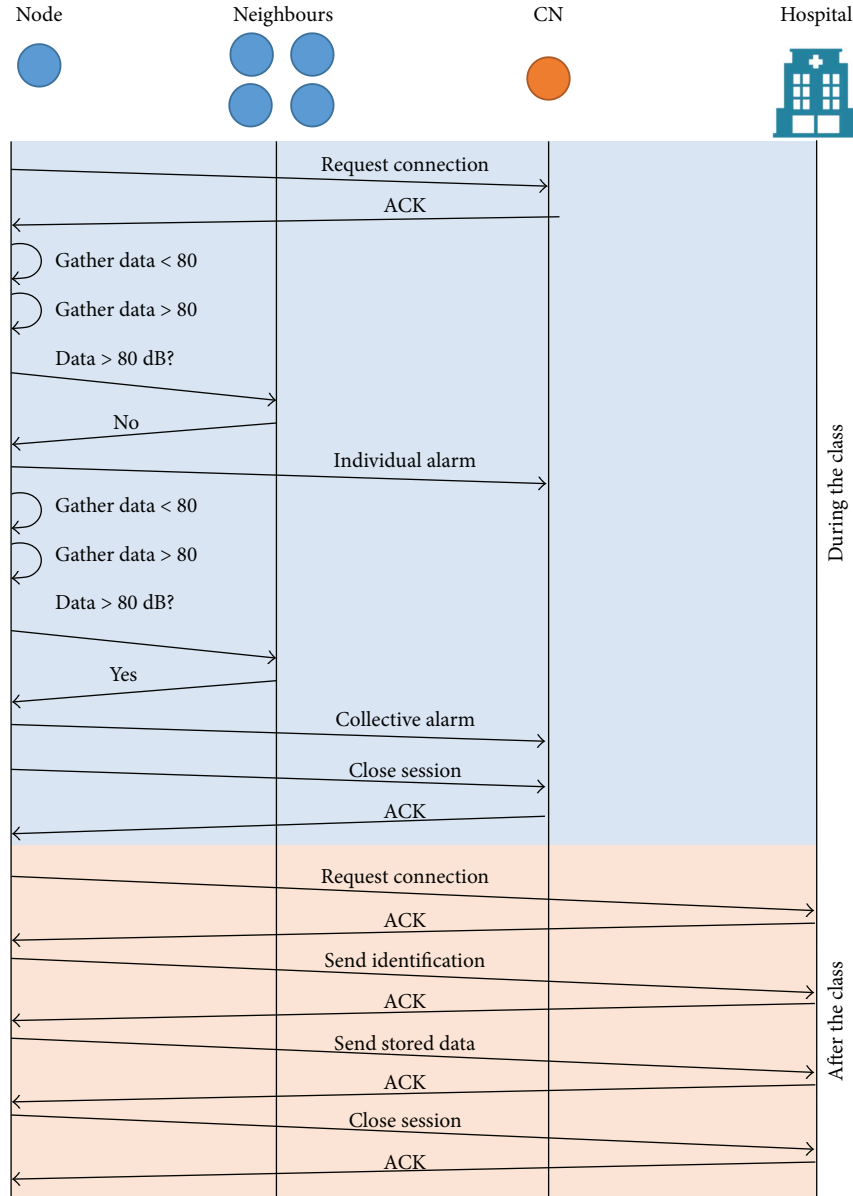 Node
Neighbours
CN
Hospital
Request connection
ACK
Gather data < 80
Gather data > 80
Data > 80 dB?
No
Individual alarm
Gather data < 80
Gather data > 80
Data > 80 dB?
Yes
Collective alarm
Close session
ACK
During the class
Request connection
ACK
Send identification
ACK
Send stored data
ACK
Close session
ACK
After the class